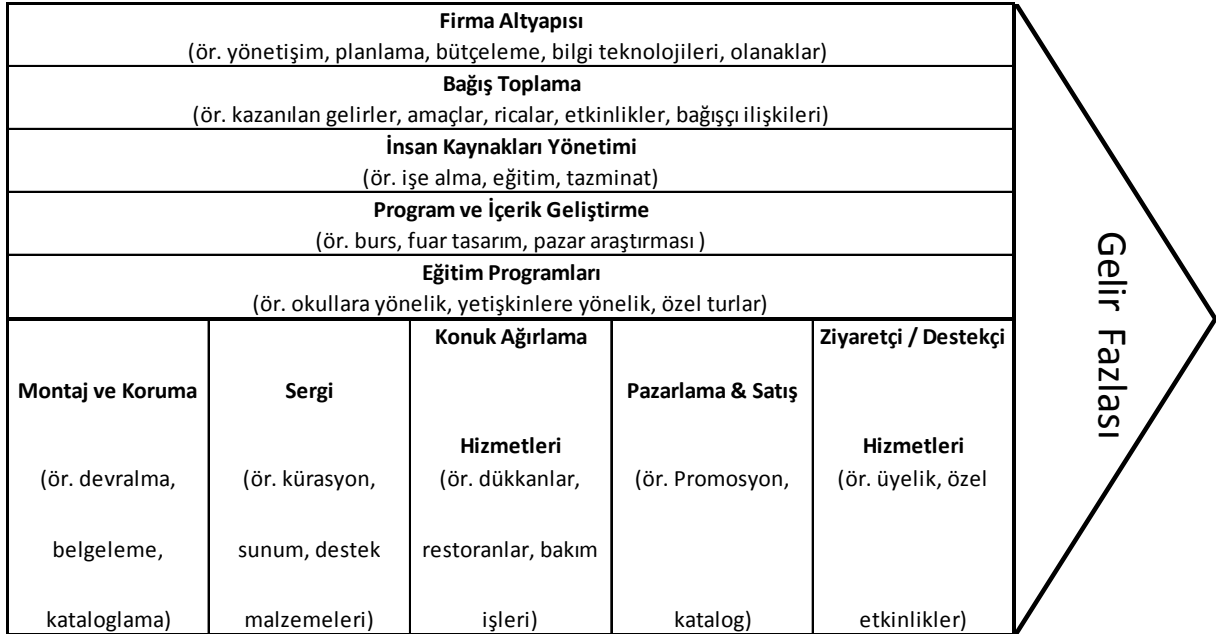 Firma Altyapısı
(ör. yönetişim, planlama, bütçeleme, bilgi teknolojileri, olanaklar)
Bağış Toplama
(ör. kazanılan gelirler, amaçlar, ricalar, etkinlikler, bağışçı ilişkileri)
İnsan Kaynakları Yönetimi
(ör. işe alma, eğitim, tazminat)
Program ve İçerik Geliştirme
(ör. burs, fuar tasarım, pazar araştırması )
Eğitim Programları
(ör. okullara yönelik, yetişkinlere yönelik, özel turlar)
Montaj ve Koruma
(ör. devralma,
belgeleme,
kataloglama)
Sergi
(ör. kürasyon,
sunum, destek
malzemeleri)
Konuk Ağırlama
Hizmetleri
(ör. dükkanlar,
restoranlar, bakım
işleri)
Pazarlama & Satış
(ör. Promosyon,
katalog)
Ziyaretçi / Destekçi
Hizmetleri
(ör. üyelik, özel
etkinlikler)
Gelir Fazlası